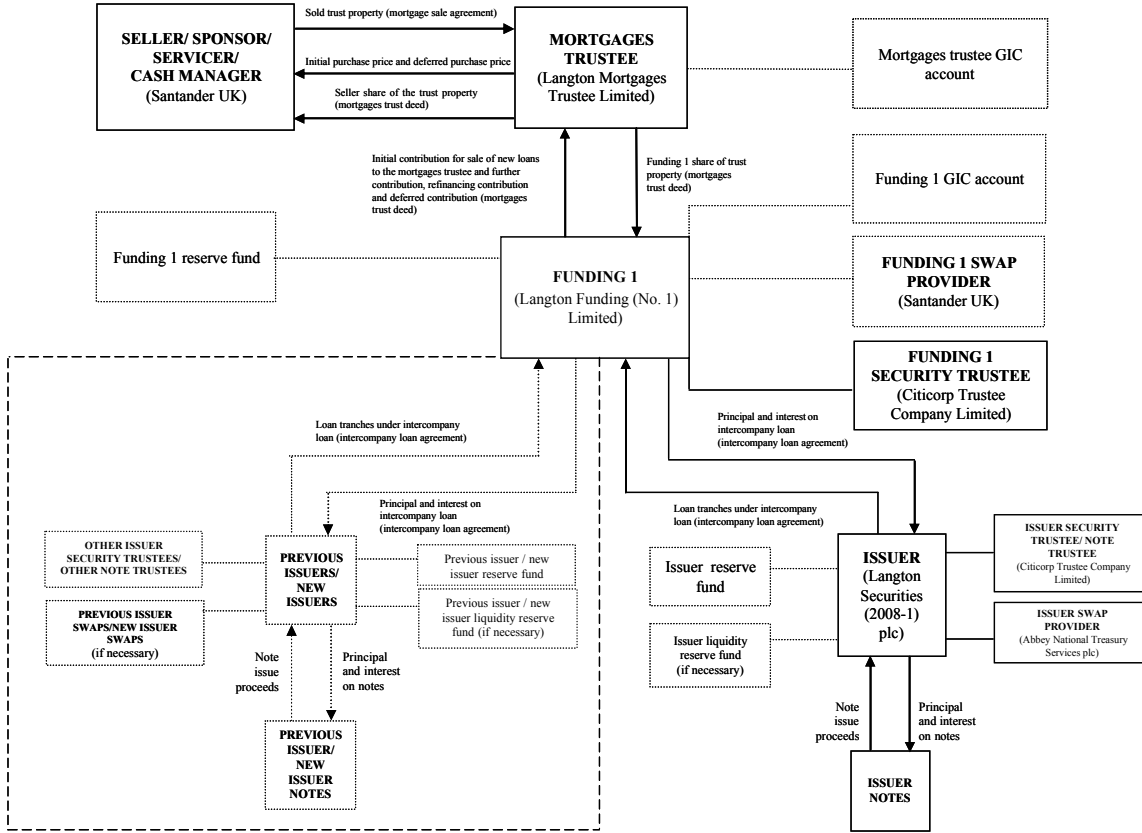 SELLER/ SPONSOR/
SERVICER/
CASH MANAGER
(Santander UK)
Sold trust property (mortgage sale agreement)
Initial purchase price and deferred purchase price
Seller share of the trust property
(mortgages trust deed)
MORTGAGES
TRUSTEE
(Langton Mortgages
Trustee Limited)
Mortgages trustee GIC
account
Initial contribution for sale of new loans
to the mortgages trustee and further
contribution, refinancing contribution
and deferred contribution (mortgages
trust deed)
Funding 1 share of trust
property (mortgages
trust deed)
Funding 1 GIC account
Funding 1 reserve fund
FUNDING 1
(Langton Funding (No. 1)
Limited)
FUNDING 1 SWAP
PROVIDER
(Santander UK)
FUNDING 1
SECURITY TRUSTEE
(Citicorp Trustee
Company Limited)
Loan tranches under intercompany
loan (intercompany loan agreement)
Principal and interest on
intercompany loan
(intercompany loan agreement)
Principal and interest on
intercompany loan
(intercompany loan agreement)
Loan tranches under intercompany
loan (intercompany loan agreement)
OTHER ISSUER
SECURITY TRUSTEES/
OTHER NOTE TRUSTEES
PREVIOUS ISSUER
SWAPS/NEW ISSUER
SWAPS
(if necessary)
PREVIOUS
ISSUERS/
NEW
ISSUERS
Previous issuer / new
issuer reserve fund
Previous issuer / new
issuer liquidity reserve
fund (if necessary)
Note
issue
proceeds
Principal
and interest
on notes
PREVIOUS
ISSUER/
NEW
ISSUER
NOTES
Issuer reserve
fund
Issuer liquidity
reserve fund
(if necessary)
ISSUER
(Langton
Securities
(2008-1)
plc)
ISSUER SECURITY
TRUSTEE/ NOTE
TRUSTEE
(Citicorp Trustee Company
Limited)
ISSUER SWAP
PROVIDER
(Abbey National Treasury
Services plc)
Note
issue
proceeds
Principal
and interest
on notes
ISSUER
NOTES